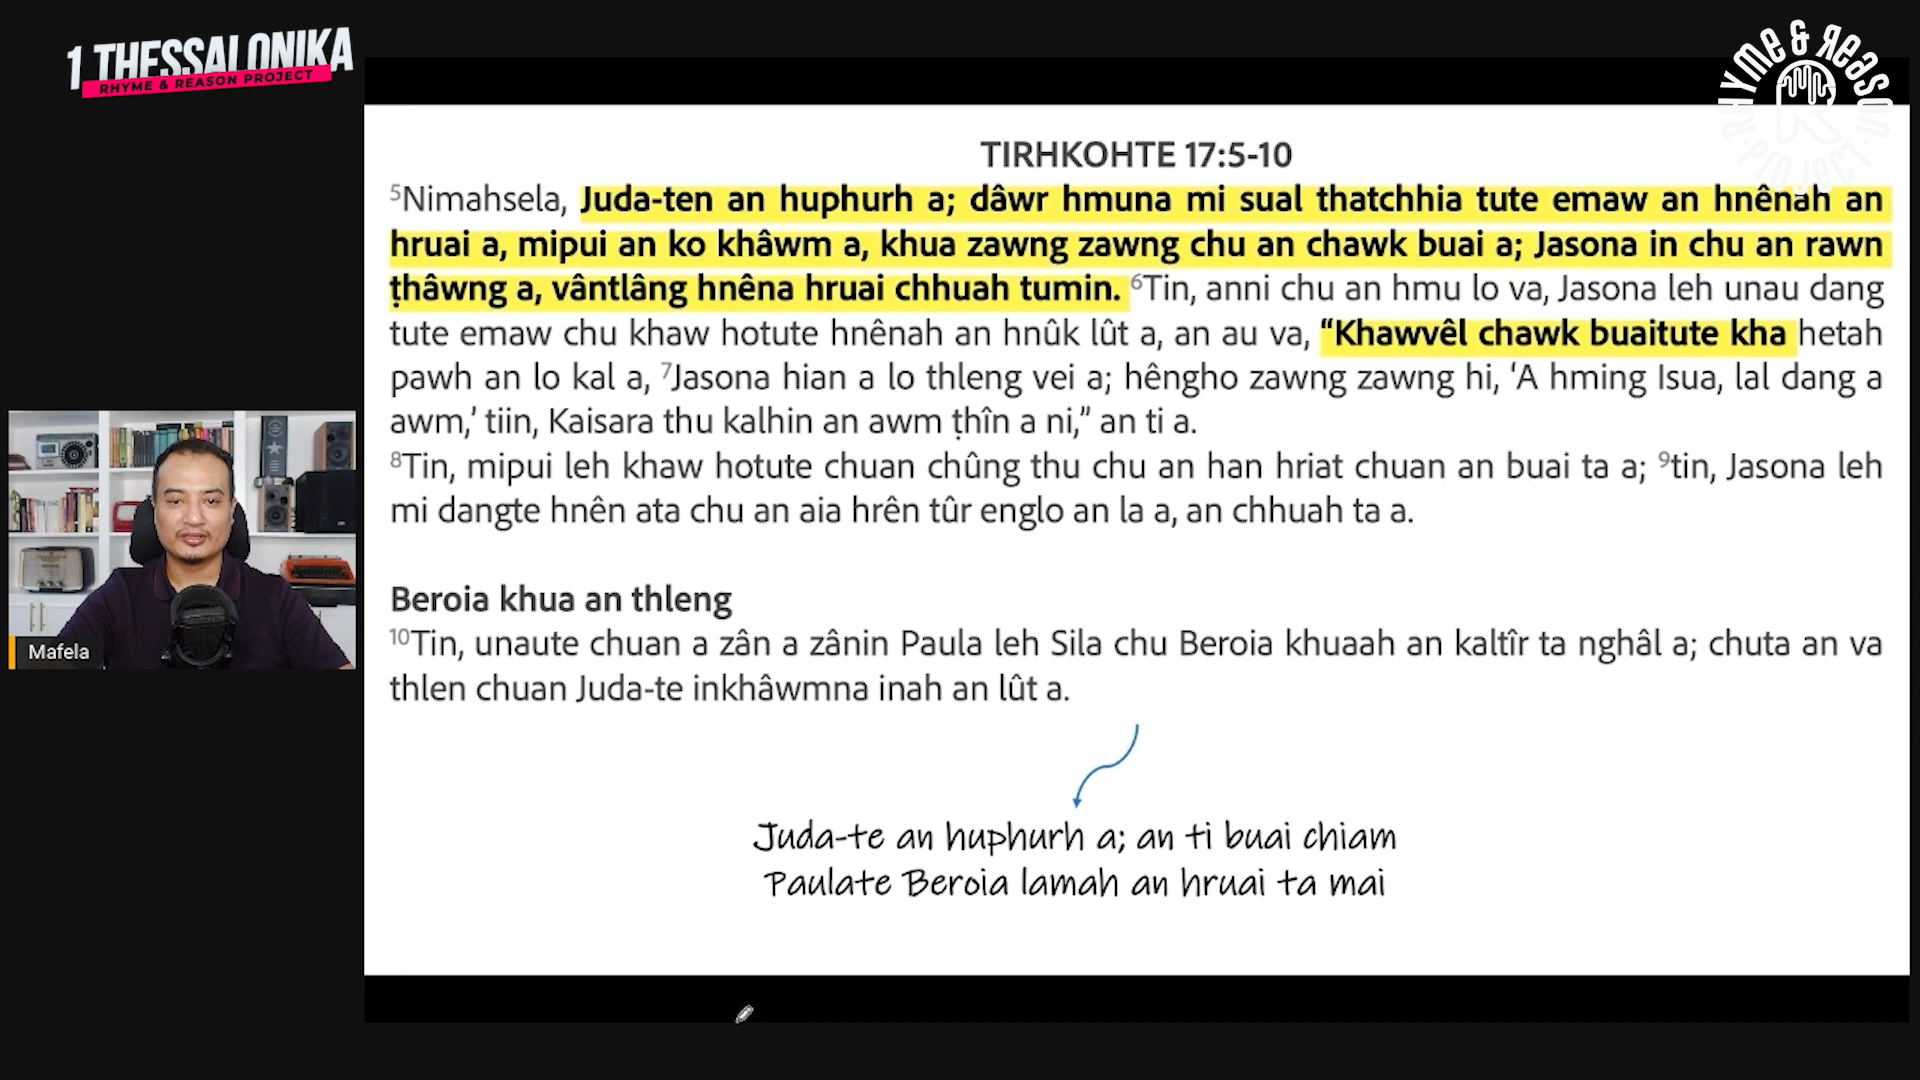 1 THESSALONIKA
RHYME & REASON PROJECT
RHYME & REASON
PROJECT
TIRHKOHTE 17:5-10
5Nimahsela, Juda-ten an huphurh a; dâwr hmuna mi sual thatchhia tute emaw an hnênah an
hruai a, mipui an ko khâwm a, khua zawng zawng chu an chawk buai a; Jasona in chu an rawn
ṭhâwng a, vântlâng hnêna hruai chhuah tumin. 6Tin, anni chu an hmu lo va, Jasona leh unau dang
tute emaw chu khaw hotute hnênah an hnûk lût a, an au va, “Khawvêl chawk buaitute kha hetah
pawh an lo kal a, 7Jasona hian a lo thleng vei a; hêngho zawng zawng hi, ‘A hming Isua, lal dang a
awm,’ tiin, Kaisara thu kalhin an awm ṭhîn a ni,” an ti a.
8Tin, mipui leh khaw hotute chuan chûng thu chu an han hriat chuan an buai ta a; 9tin, Jasona leh
mi dangte hnên ata chu an aia hrên tûr englo an la a, an chhuah ta a.
Beroia khua an thleng
10Tin, unaute chuan a zân a zânin Paula leh Sila chu Beroia khuaah an kaltîr ta nghâl a; chuta an va
thlen chuan Juda-te inkhâwmna inah an lût a.
Juda-te an huphurh a; an ti buai chiam
Paulate Beroia lamah an hruai ta mai
Mafela